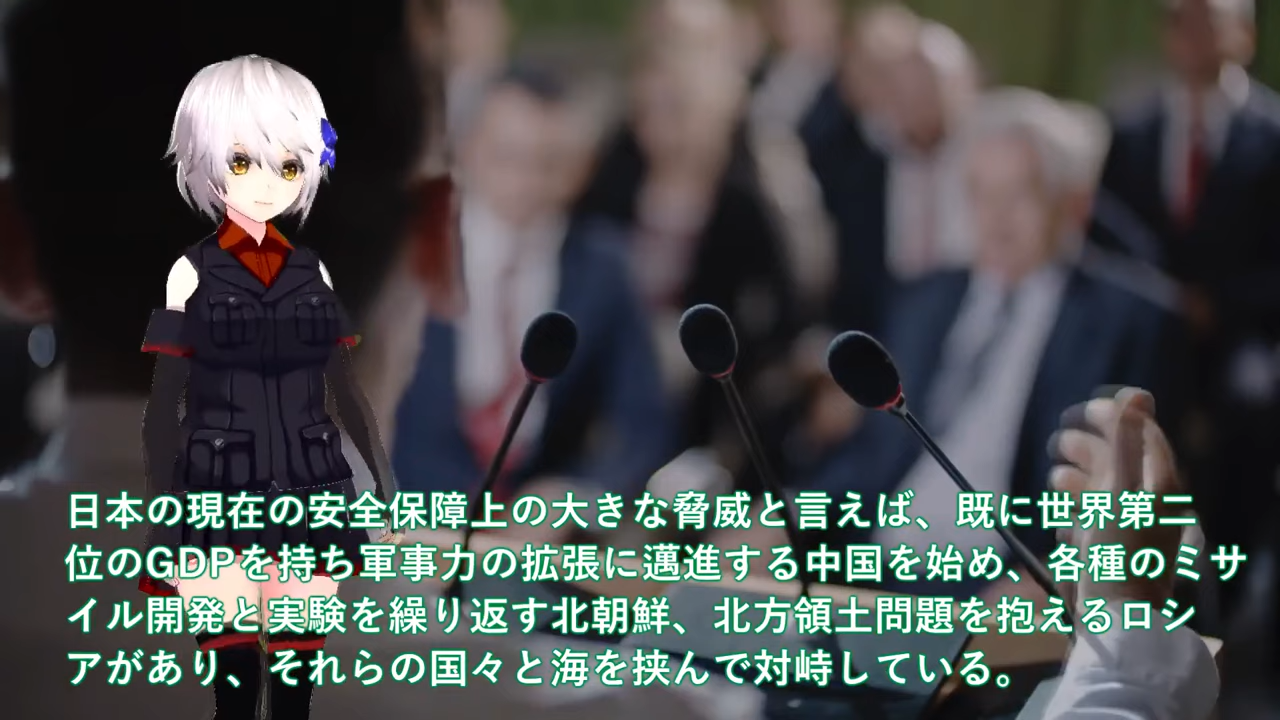 日本の現在の安全保障上の大きな脅威と言えば、既に世界第二
位のGDPを持ち軍事力の拡張に邁進する中国を始め、各種のミサ
イル開発と実験を繰り返す北朝鮮、北方領土問題を抱えるロシ
アがあり、それらの国々と海を挟んで対峙している。